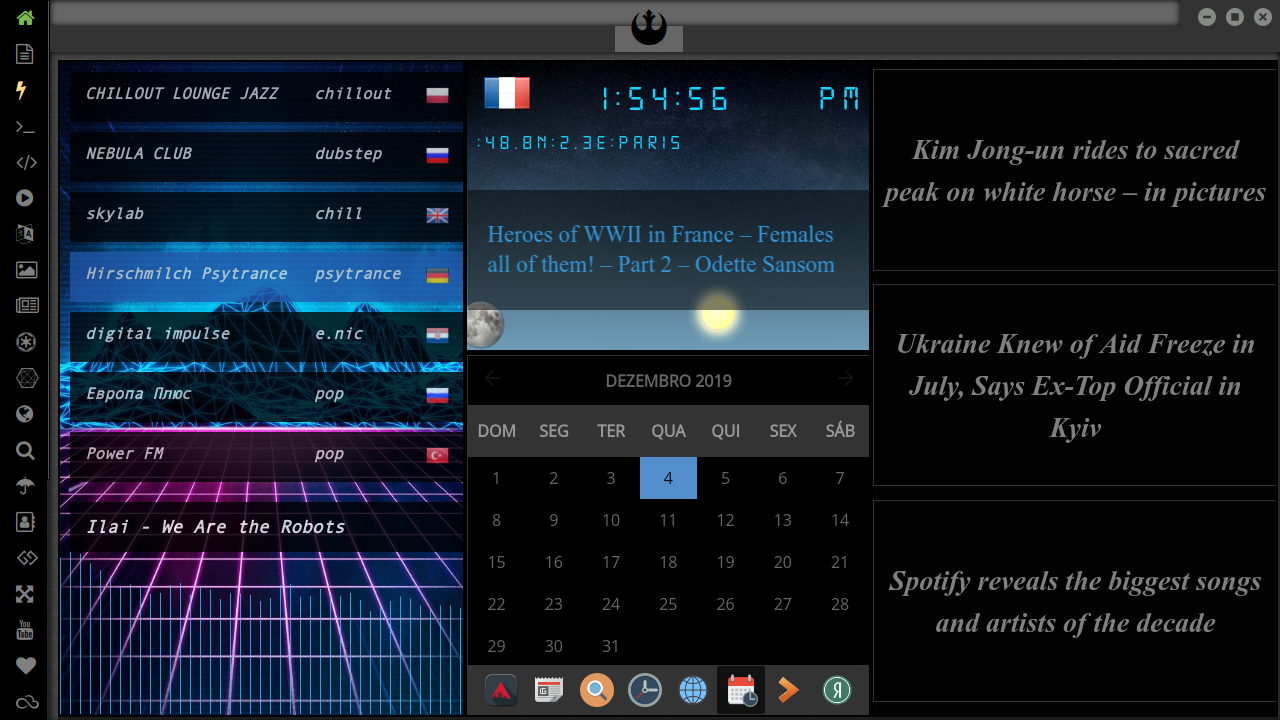 CHILLOUT LOUNGE JAZZ chillout
NEBULA CLUB dubstep
skylab chill
Hirschmilch Psytrance psytrance
digital impulse e.nic
Европа Плюс pop
Power FM pop
Ilai - We Are the Robots
1:54:56 PM
:48.8N:2.3E:PARIS
Heroes of WWII in France – Females
all of them! – Part 2 – Odette Sansom
DEZEMBRO 2019
DOM SEG TER QUA QUI SEX SÁB
1 2 3 4 5 6 7
8 9 10 11 12 13 14
15 16 17 18 19 20 21
22 23 24 25 26 27 28
29 30 31
Kim Jong-un rides to sacred
peak on white horse – in pictures
Ukraine Knew of Aid Freeze in
July, Says Ex-Top Official in
Kyiv
Spotify reveals the biggest songs
and artists of the decade
You
Tube
Я